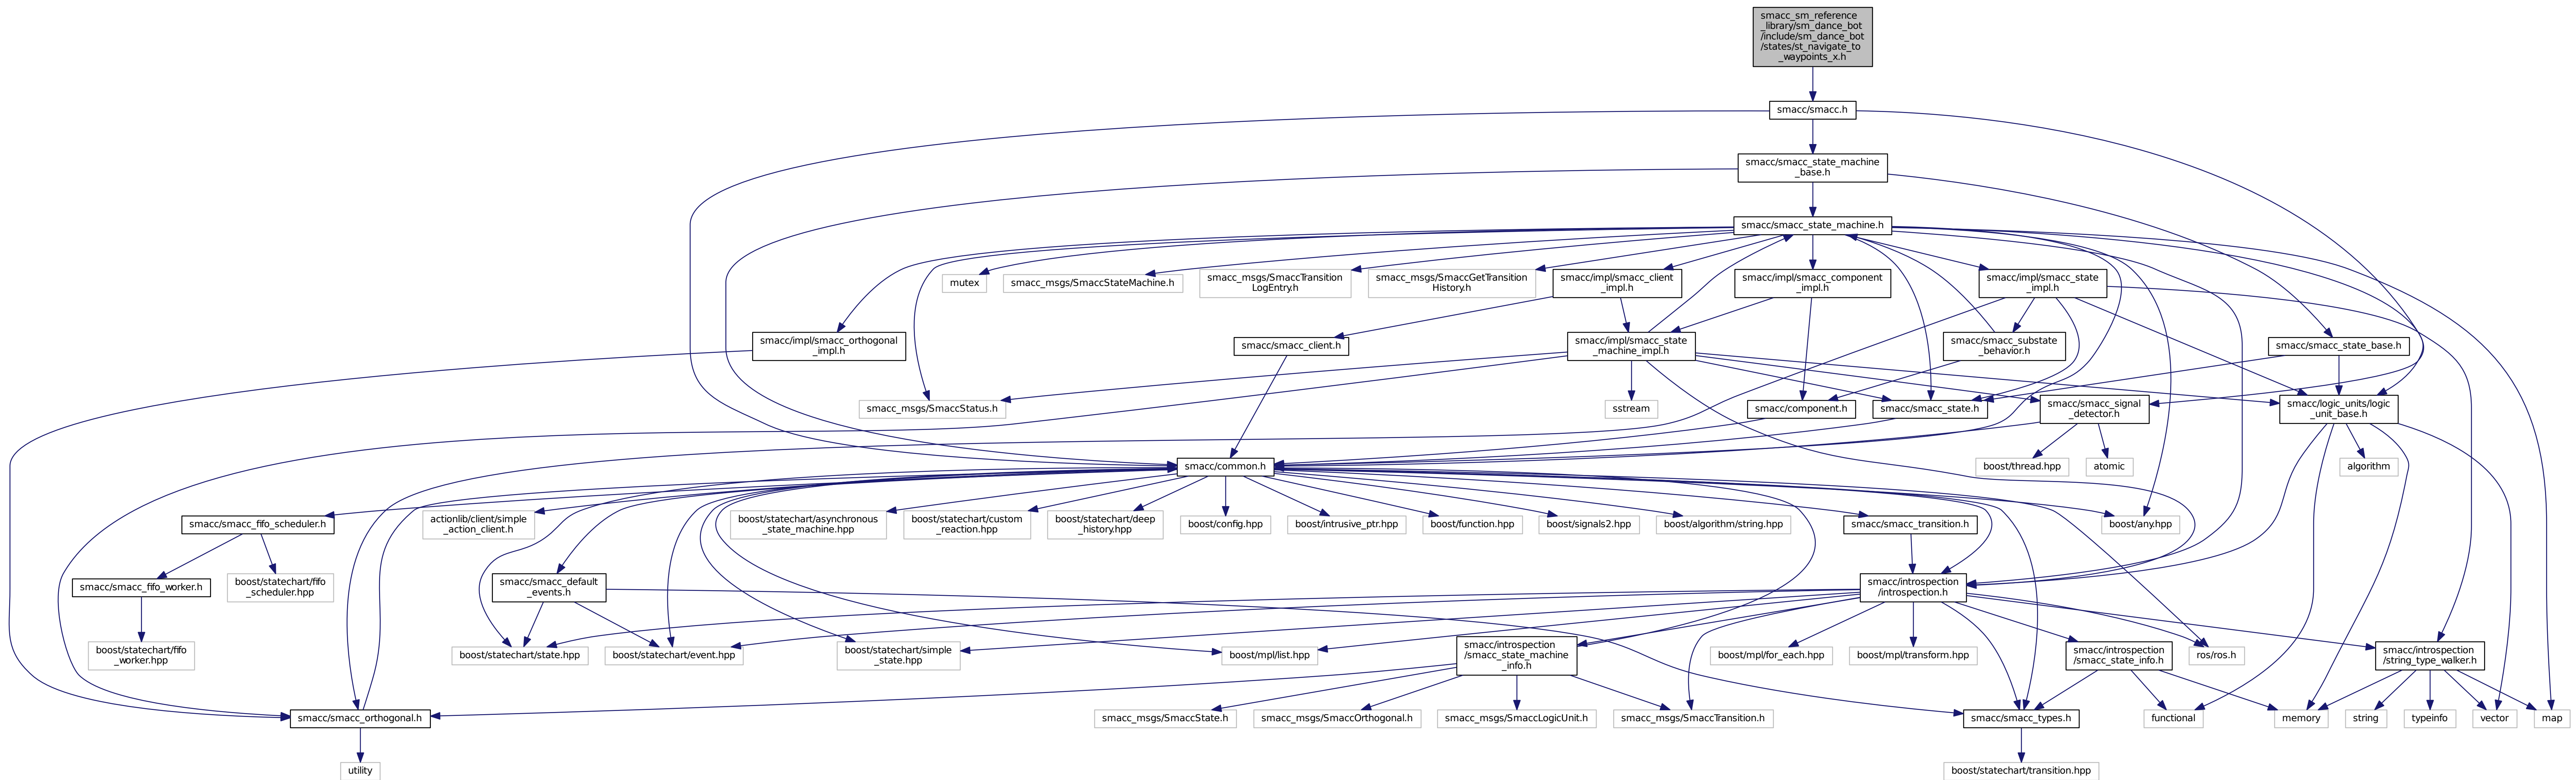 smacc_sm_reference
_library/sm_dance_bot
/include/sm_dance_bot
/states/st_navigate_to
_waypoints_x.h
smacc/smacc.h
smacc/smacc_state_machine
_base.h
smacc/smacc_state_machine.h
mutex
smacc_msgs/SmaccStateMachine.h
smacc_msgs/SmaccTransition
LogEntry.h
smacc_msgs/SmaccGetTransition
History.h
smacc/impl/smacc_client
_impl.h
smacc/impl/smacc_component
_impl.h
smacc/impl/smacc_state
_impl.h
smacc/impl/smacc_orthogonal
_impl.h
smacc/smacc_client.h
smacc/impl/smacc_state
_machine_impl.h
smacc/smacc_substate
_behavior.h
smacc/smacc_state_base.h
smacc_msgs/SmaccStatus.h
sstream
smacc/component.h
smacc/smacc_state.h
smacc/smacc_signal
_detector.h
smacc/logic_units/logic
_unit_base.h
smacc/common.h
boost/thread.hpp
atomic
algorithm
smacc/smacc_fifo_scheduler.h
actionlib/client/simple
_action_client.h
boost/statechart/asynchronous
_state_machine.hpp
boost/statechart/custom
_reaction.hpp
boost/statechart/deep
_history.hpp
boost/config.hpp
boost/intrusive_ptr.hpp
boost/function.hpp
boost/signals2.hpp
boost/algorithm/string.hpp
smacc/smacc_transition.h
boost/any.hpp
smacc/smacc_fifo_worker.h
boost/statechart/fifo
_scheduler.hpp
smacc/smacc_default
_events.h
smacc/introspection
/introspection.h
boost/statechart/fifo
_worker.hpp
boost/statechart/state.hpp
boost/statechart/event.hpp
boost/statechart/simple
_state.hpp
boost/mpl/list.hpp
smacc/introspection
/smacc_state_machine
_info.h
boost/mpl/for_each.hpp
boost/mpl/transform.hpp
smacc/introspection
/smacc_state_info.h
ros/ros.h
smacc/introspection
/string_type_walker.h
smacc/smacc_orthogonal.h
smacc_msgs/SmaccState.h
smacc_msgs/SmaccOrthogonal.h
smacc_msgs/SmaccLogicUnit.h
smacc_msgs/SmaccTransition.h
smacc/smacc_types.h
functional
memory
string
typeinfo
vector
map
utility
boost/statechart/transition.hpp